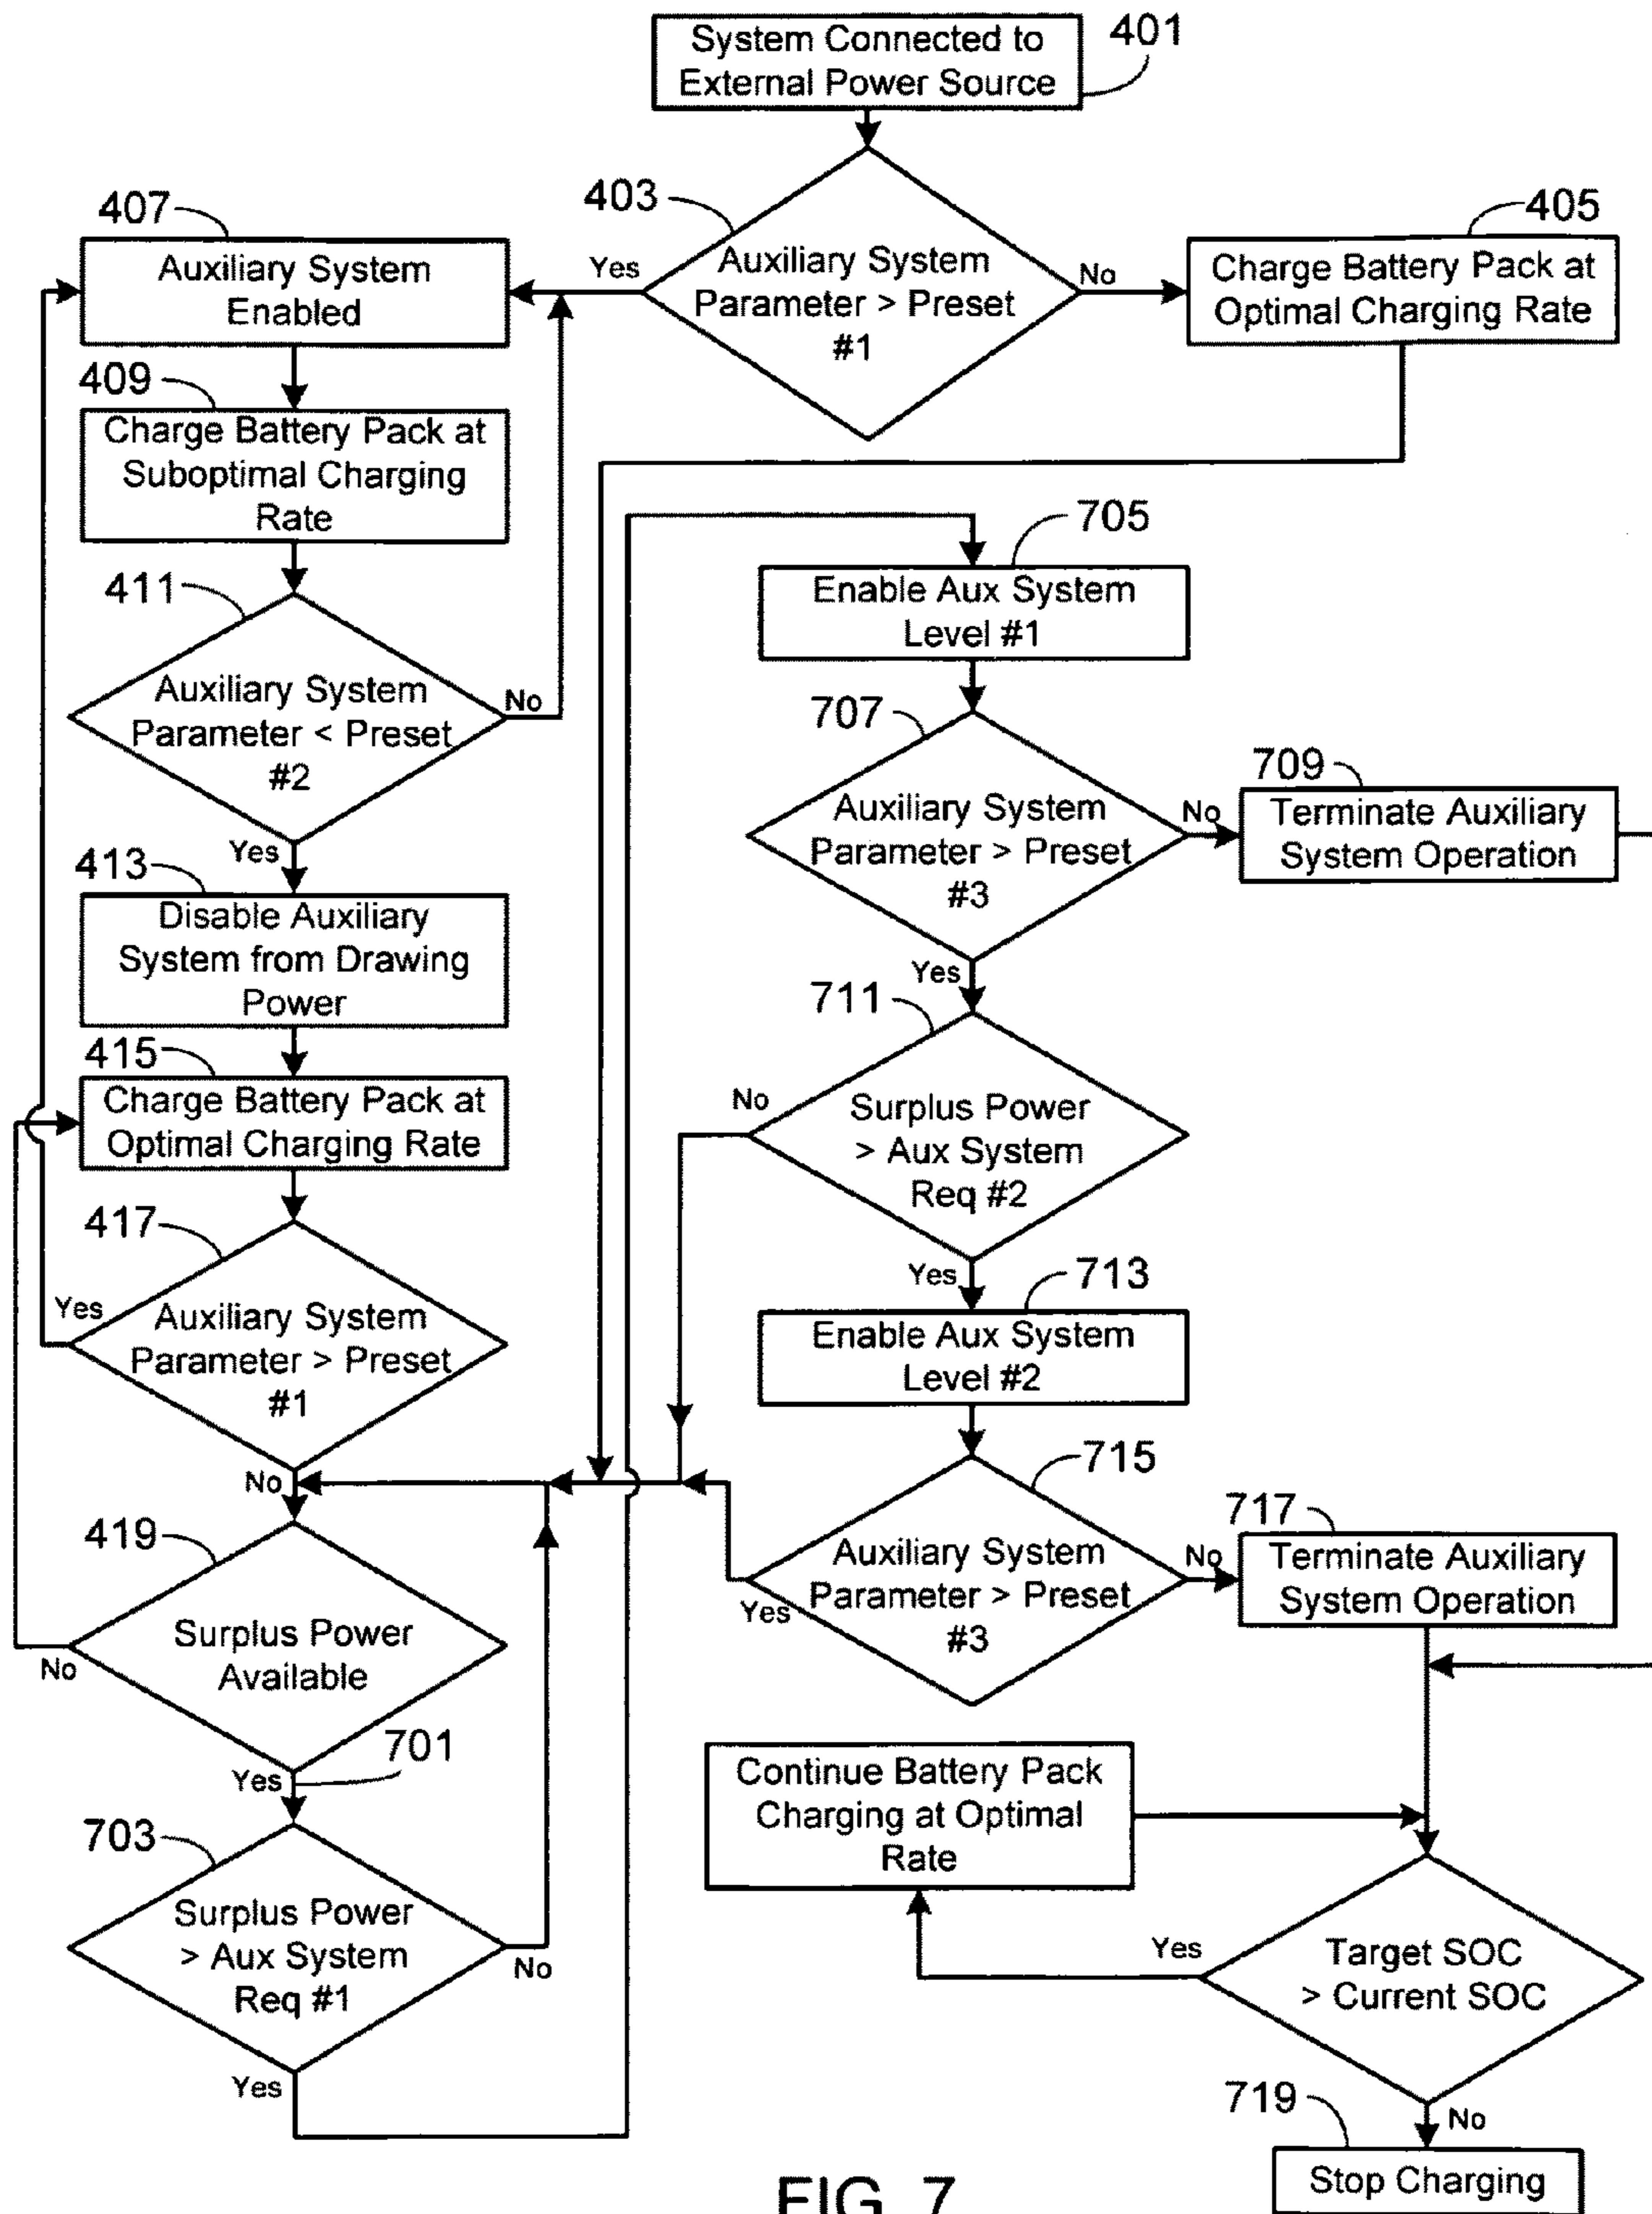 System Connected to
External Power Source
401
403
Auxiliary System
Parameter > Preset
#1
Yes
No
405
Charge Battery Pack at
Optimal Charging Rate
407
Auxiliary System
Enabled
409
Charge Battery Pack at
Suboptimal Charging
Rate
411
Auxiliary System
Parameter < Preset
#2
No
Yes
413
Disable Auxiliary
System from Drawing
Power
415
Charge Battery Pack at
Optimal Charging Rate
417
Yes
Auxiliary System
Parameter > Preset
#1
No
419
Surplus Power
Available
No
Yes
701
703
Surplus Power
> Aux System
Req #1
No
Yes
705
Enable Aux System
Level #1
707
Auxiliary System
Parameter > Preset
#3
No
709
Terminate Auxiliary
System Operation
Yes
711
No
Surplus Power
> Aux System
Req #2
Yes
713
Enable Aux System
Level #2
715
Auxiliary System
Parameter > Preset
#3
Yes
No
717
Terminate Auxiliary
System Operation
Continue Battery Pack
Charging at Optimal
Rate
Yes
Target SOC
> Current SOC
No
719
Stop Charging
FIG. 7